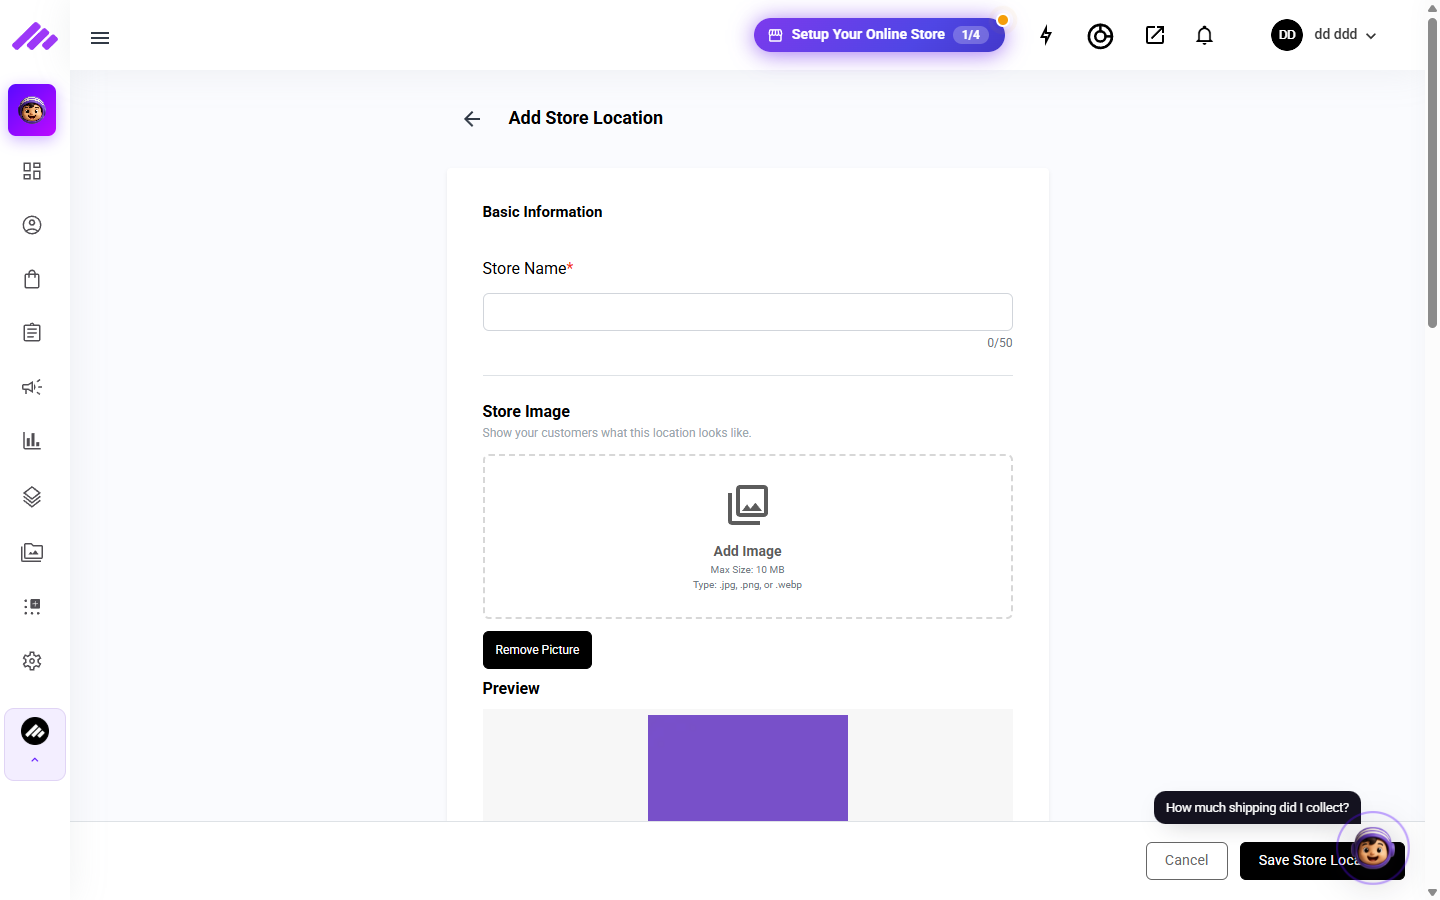 Setup Your Online Store 1/4
DD dd ddd
Add Store Location
Basic Information
Store Name*
0/50
Store Image
Show your customers what this location looks like.
Add Image
Max Size: 10 MB
Type: .jpg, .png, or .webp
Remove Picture
Preview
How much shipping did I collect?
Cancel
Save Store